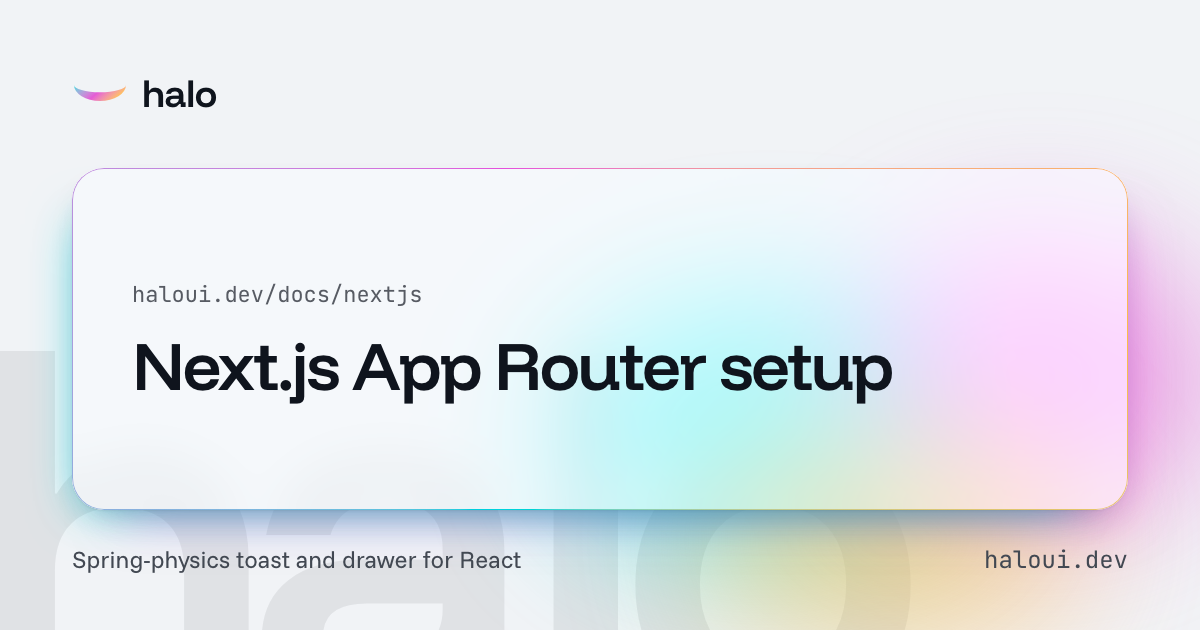 halo
haloui.dev/docs/nextjs
Next.js App Router setup
Spring-physics toast and drawer for React
haloui.dev
halo